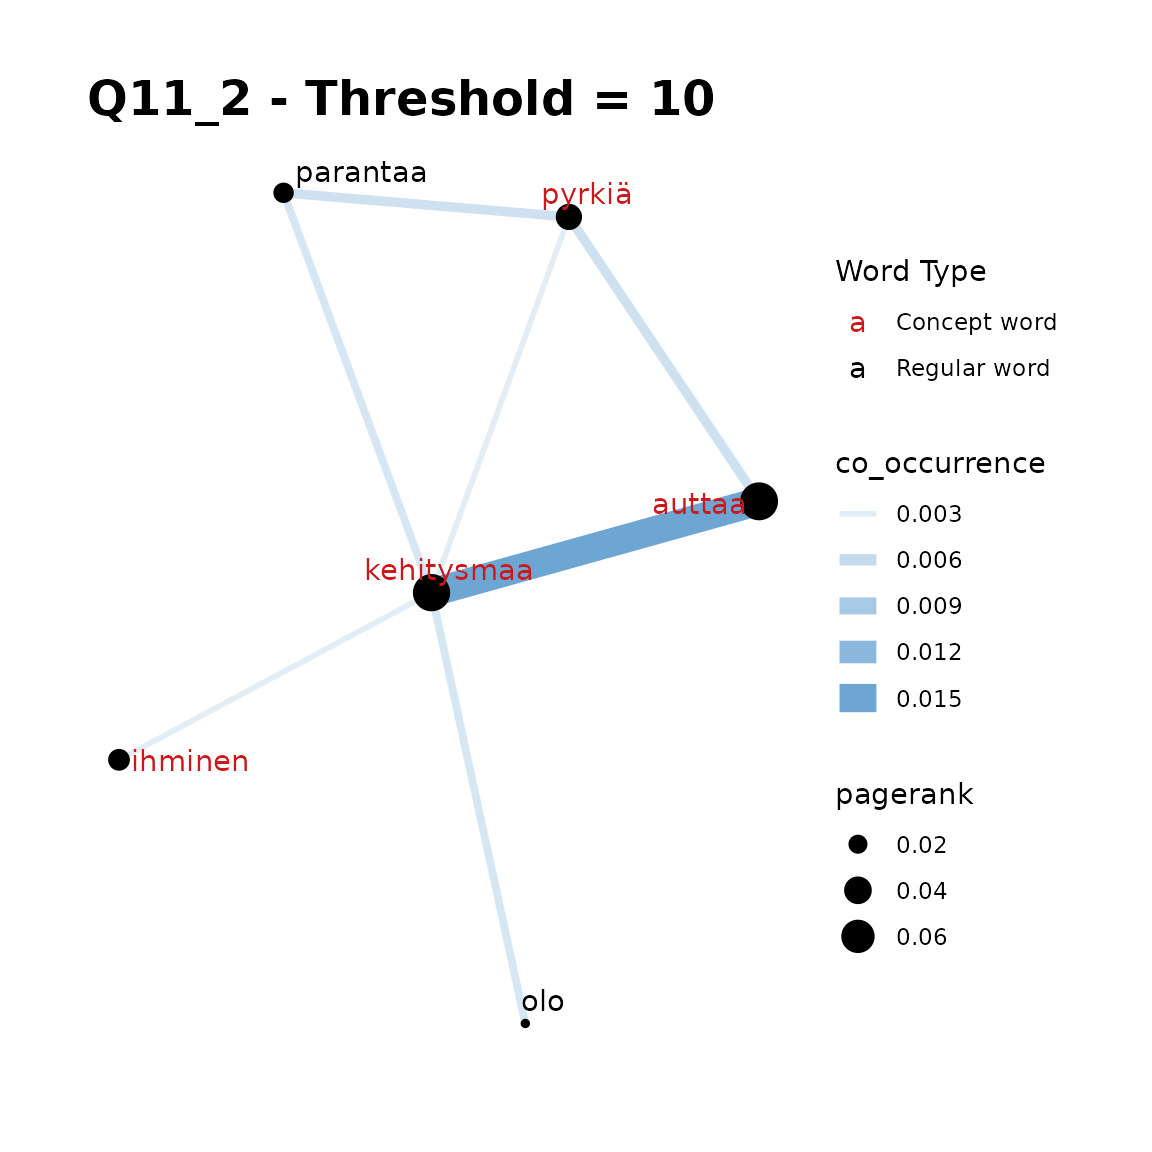 Q11_2 - Threshold = 10
parantaa
pyrkiä
auttaa
kehitysmaa
ihminen
olo
Word Type
a Concept word
a Regular word
co_occurrence
0.003
0.006
0.009
0.012
0.015
pagerank
0.02
0.04
0.06